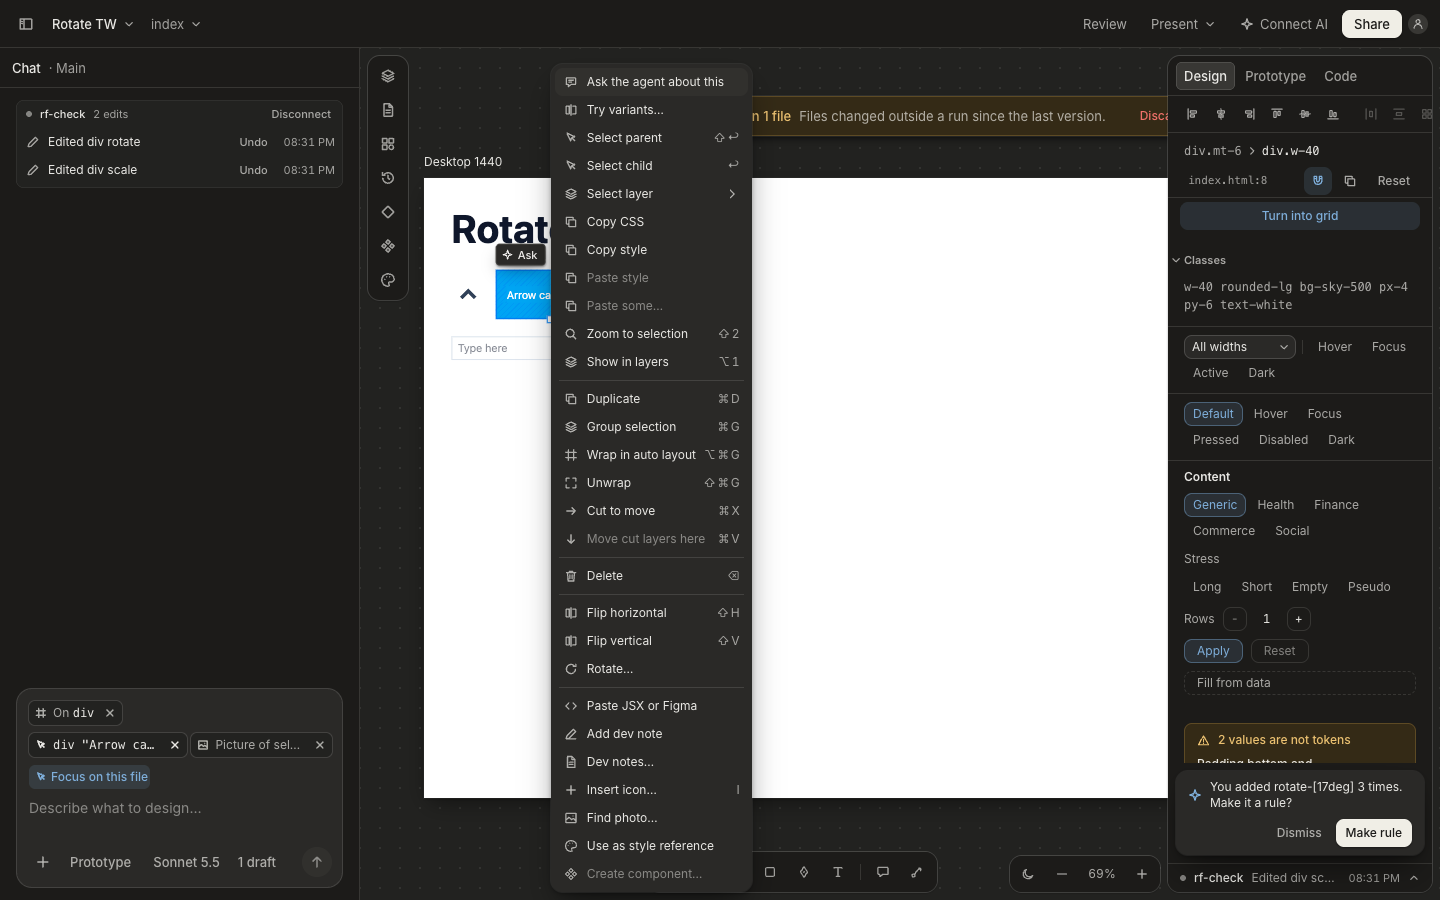 Rotate TW
index
Review
Present
Connect AI
Share
Chat · Main
rf-check 2 edits Disconnect
Edited div rotate Undo 08:31 PM
Edited div scale Undo 08:31 PM
On div
div "Arrow ca…
Picture of sel…
Focus on this file
Describe what to design…
Prototype Sonnet 5.5 1 draft
n 1 file Files changed outside a run since the last version.
Desktop 1440
Ask
Type here
Ask the agent about this
Try variants…
Select parent
Select child
Select layer
Copy CSS
Copy style
Paste style
Paste some…
Zoom to selection ⇧ 2
Show in layers ⌥ 1
Duplicate ⌘ D
Group selection ⌘ G
Wrap in auto layout ⌥ ⌘ G
Unwrap ⇧ ⌘ G
Cut to move ⌘ X
Move cut layers here ⌘ V
Delete
Flip horizontal ⇧ H
Flip vertical ⇧ V
Rotate…
Paste JSX or Figma
Add dev note
Dev notes…
Insert icon… I
Find photo…
Use as style reference
Create component…
69%
Design Prototype Code
div.mt-6 > div.w-40
index.html:8 Reset
Turn into grid
Classes
w-40 rounded-lg bg-sky-500 px-4
py-6 text-white
All widths Hover Focus
Active Dark
Default Hover Focus
Pressed Disabled Dark
Content
Generic Health Finance
Commerce Social
Stress
Long Short Empty Pseudo
Rows - 1 +
Apply Reset
Fill from data
2 values are not tokens
You added rotate-[17deg] 3 times.
Make it a rule?
Dismiss Make rule
rf-check Edited div sc… 08:31 PM